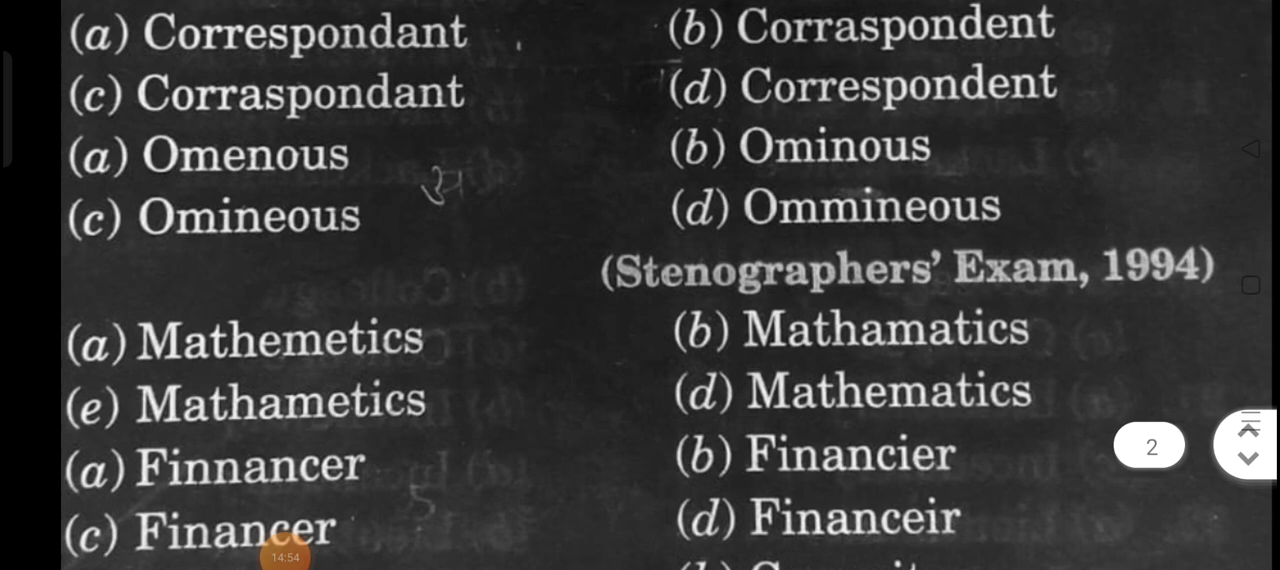 (a) Correspondant (b) Corraspondent
(c) Corraspondant (d) Correspondent
(a) Omenous (b) Ominous
(c) Omineous (d) Ommineous
(Stenographers' Exam, 1994)
(a) Mathemetics (b) Mathamatics
(e) Mathametics (d) Mathematics
(a) Finnancer (b) Financier
2
(c) Financer (d) Financeir
14:54